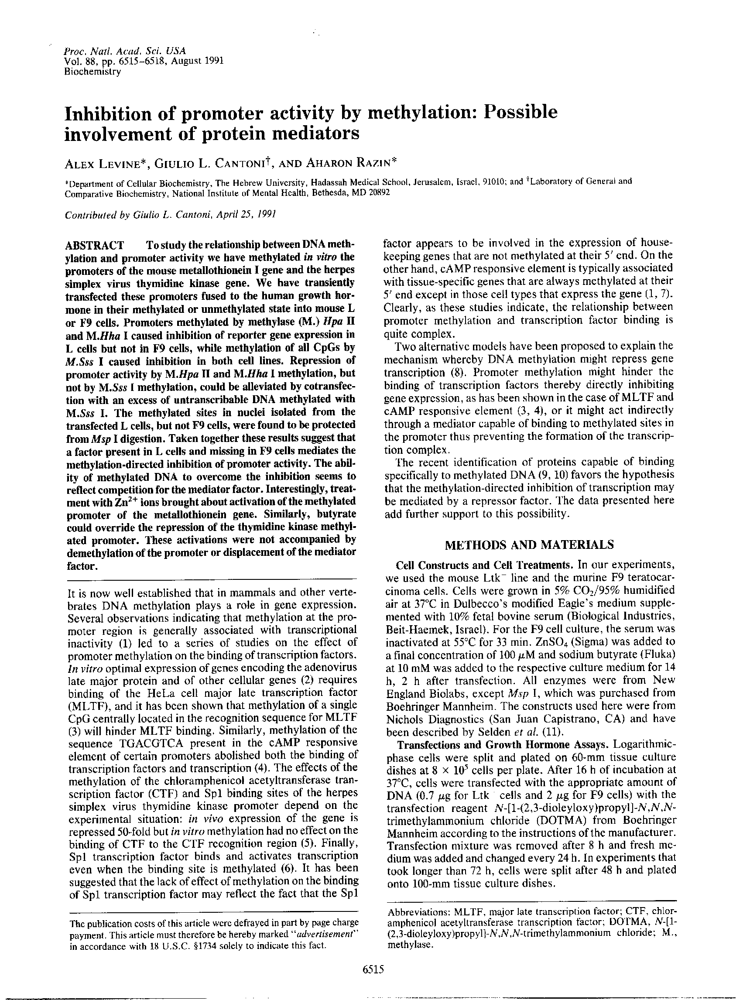 Proc. Natl. Acad. Sci. USA
Vol. 88, pp. 6515-6518, August 1991
Biochemistry
Inhibition of promoter activity by methylation: Possible
involvement of protein mediators
ALEX LEVINE*, GIULIO L. CANTONI†, AND AHARON RAZIN*
*Department of Cellular Biochemistry, The Hebrew University, Hadassah Medical School, Jerusalem, Israel, 91010; and †Laboratory of General and
Comparative Biochemistry, National Institute of Mental Health, Bethesda, MD 20892
Contributed by Giulio L. Cantoni, April 25, 1991
ABSTRACT To study the relationship between DNA meth-
ylation and promoter activity we have methylated in vitro the
promoters of the mouse metallothionein I gene and the herpes
simplex virus thymidine kinase gene. We have transiently
transfected these promoters fused to the human growth hor-
mone in their methylated or unmethylated state into mouse L
or F9 cells. Promoters methylated by methylase (M.) Hpa II
and M.Hha I caused inhibition of reporter gene expression in
L cells but not in F9 cells, while methylation of all CpGs by
M.Sss I caused inhibition in both cell lines. Repression of
promoter activity by M.Hpa II and M.Hha I methylation, but
not by M.Sss I methylation, could be alleviated by cotransfec-
tion with an excess of untranscribable DNA methylated with
M.Sss I. The methylated sites in nuclei isolated from the
transfected L cells, but not F9 cells, were found to be protected
from Msp I digestion. Taken together these results suggest that
a factor present in L cells and missing in F9 cells mediates the
methylation-directed inhibition of promoter activity. The abil-
ity of methylated DNA to overcome the inhibition seems to
reflect competition for the mediator factor. Interestingly, treat-
ment with Zn2+ ions brought about activation of the methylated
promoter of the metallothionein gene. Similarly, butyrate
could override the repression of the thymidine kinase methyl-
ated promoter. These activations were not accompanied by
demethylation of the promoter or displacement of the mediator
factor.
It is now well established that in mammals and other verte-
brates DNA methylation plays a role in gene expression.
Several observations indicating that methylation at the pro-
moter region is generally associated with transcriptional
inactivity (1) led to a series of studies on the effect of
promoter methylation on the binding of transcription factors.
In vitro optimal expression of genes encoding the adenovirus
late major protein and of other cellular genes (2) requires
binding of the HeLa cell major late transcription factor
(MLTF), and it has been shown that methylation of a single
CpG centrally located in the recognition sequence for MLTF
(3) will hinder MLTF binding. Similarly, methylation of the
sequence TGACGTCA present in the cAMP responsive
element of certain promoters abolished both the binding of
transcription factors and transcription (4). The effects of the
methylation of the chloramphenicol acetyltransferase tran-
scription factor (CTF) and Sp1 binding sites of the herpes
simplex virus thymidine kinase promoter depend on the
experimental situation: in vivo expression of the gene is
repressed 50-fold but in vitro methylation had no effect on the
binding of CTF to the CTF recognition region (5). Finally,
Sp1 transcription factor binds and activates transcription
even when the binding site is methylated (6). It has been
suggested that the lack of effect of methylation on the binding
of Sp1 transcription factor may reflect the fact that the Sp1
The publication costs of this article were defrayed in part by page charge
payment. This article must therefore be hereby marked "advertisement"
in accordance with 18 U.S.C. §1734 solely to indicate this fact.
factor appears to be involved in the expression of house-
keeping genes that are not methylated at their 5′ end. On the
other hand, cAMP responsive element is typically associated
with tissue-specific genes that are always methylated at their
5′ end except in those cell types that express the gene (1, 7).
Clearly, as these studies indicate, the relationship between
promoter methylation and transcription factor binding is
quite complex.
Two alternative models have been proposed to explain the
mechanism whereby DNA methylation might repress gene
transcription (8). Promoter methylation might hinder the
binding of transcription factors thereby directly inhibiting
gene expression, as has been shown in the case of MLTF and
cAMP responsive element (3, 4), or it might act indirectly
through a mediator capable of binding to methylated sites in
the promoter thus preventing the formation of the transcrip-
tion complex.
The recent identification of proteins capable of binding
specifically to methylated DNA (9, 10) favors the hypothesis
that the methylation-directed inhibition of transcription may
be mediated by a repressor factor. The data presented here
add further support to this possibility.
METHODS AND MATERIALS
Cell Constructs and Cell Treatments. In our experiments,
we used the mouse Ltk− line and the murine F9 teratocar-
cinoma cells. Cells were grown in 5% CO2/95% humidified
air at 37°C in Dulbecco's modified Eagle's medium supple-
mented with 10% fetal bovine serum (Biological Industries,
Beit-Haemek, Israel). For the F9 cell culture, the serum was
inactivated at 55°C for 33 min. ZnSO4 (Sigma) was added to
a final concentration of 100 μM and sodium butyrate (Fluka)
at 10 mM was added to the respective culture medium for 14
h, 2 h after transfection. All enzymes were from New
England Biolabs, except Msp I, which was purchased from
Boehringer Mannheim. The constructs used here were from
Nichols Diagnostics (San Juan Capistrano, CA) and have
been described by Selden et al. (11).
Transfections and Growth Hormone Assays. Logarithmic-
phase cells were split and plated on 60-mm tissue culture
dishes at 8 × 10⁵ cells per plate. After 16 h of incubation at
37°C, cells were transfected with the appropriate amount of
DNA (0.7 μg for Ltk cells and 2 μg for F9 cells) with the
transfection reagent N-[1-(2,3-dioleyloxy)propyl]-N,N,N-
trimethylammonium chloride (DOTMA) from Boehringer
Mannheim according to the instructions of the manufacturer.
Transfection mixture was removed after 8 h and fresh me-
dium was added and changed every 24 h. In experiments that
took longer than 72 h, cells were split after 48 h and plated
onto 100-mm tissue culture dishes.
Abbreviations: MLTF, major late transcription factor; CTF, chlor-
amphenicol acetyltransferase transcription factor; DOTMA, N-[1-
(2,3-dioleyloxy)propyl]-N,N,N-trimethylammonium chloride; M.,
methylase.
6515